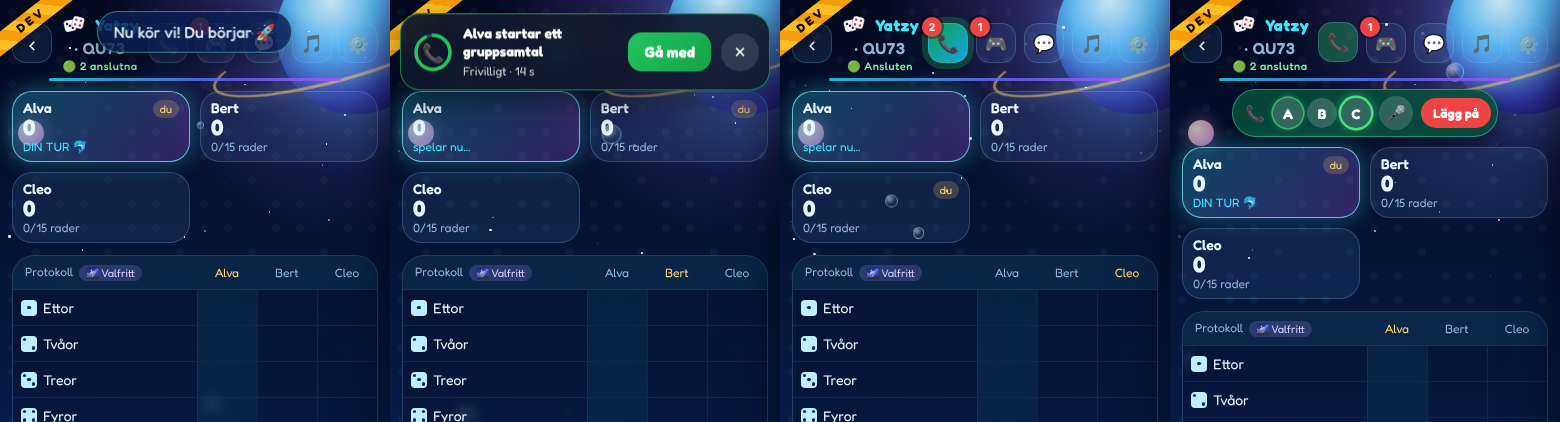 DEV
Yatzy
Nu kör vi! Du börjar 🚀
· QU73
2 anslutna
Alva
du
0
DIN TUR 🐬
Bert
0
0/15 rader
Cleo
0
0/15 rader
Protokoll
Valfritt
Alva
Bert
Cleo
Ettor
Tvåor
Treor
Fyror
Alva startar ett
gruppsamtal
Frivilligt · 14 s
Gå med
Alva
0
spelar nu...
Bert
du
0
0/15 rader
Cleo
0
0/15 rader
Protokoll
Valfritt
Alva
Bert
Cleo
Ettor
Tvåor
Treor
Fyror
DEV
Yatzy
2
1
· QU73
Ansluten
Alva
0
spelar nu...
Bert
0
0/15 rader
Cleo
du
0
0/15 rader
Protokoll
Valfritt
Alva
Bert
Cleo
Ettor
Tvåor
Treor
Fyror
DEV
Yatzy
1
· QU73
2 anslutna
A
B
C
Lägg på
Alva
du
0
DIN TUR 🐬
Bert
0
0/15 rader
Cleo
0
0/15 rader
Protokoll
Valfritt
Alva
Bert
Cleo
Ettor
Tvåor